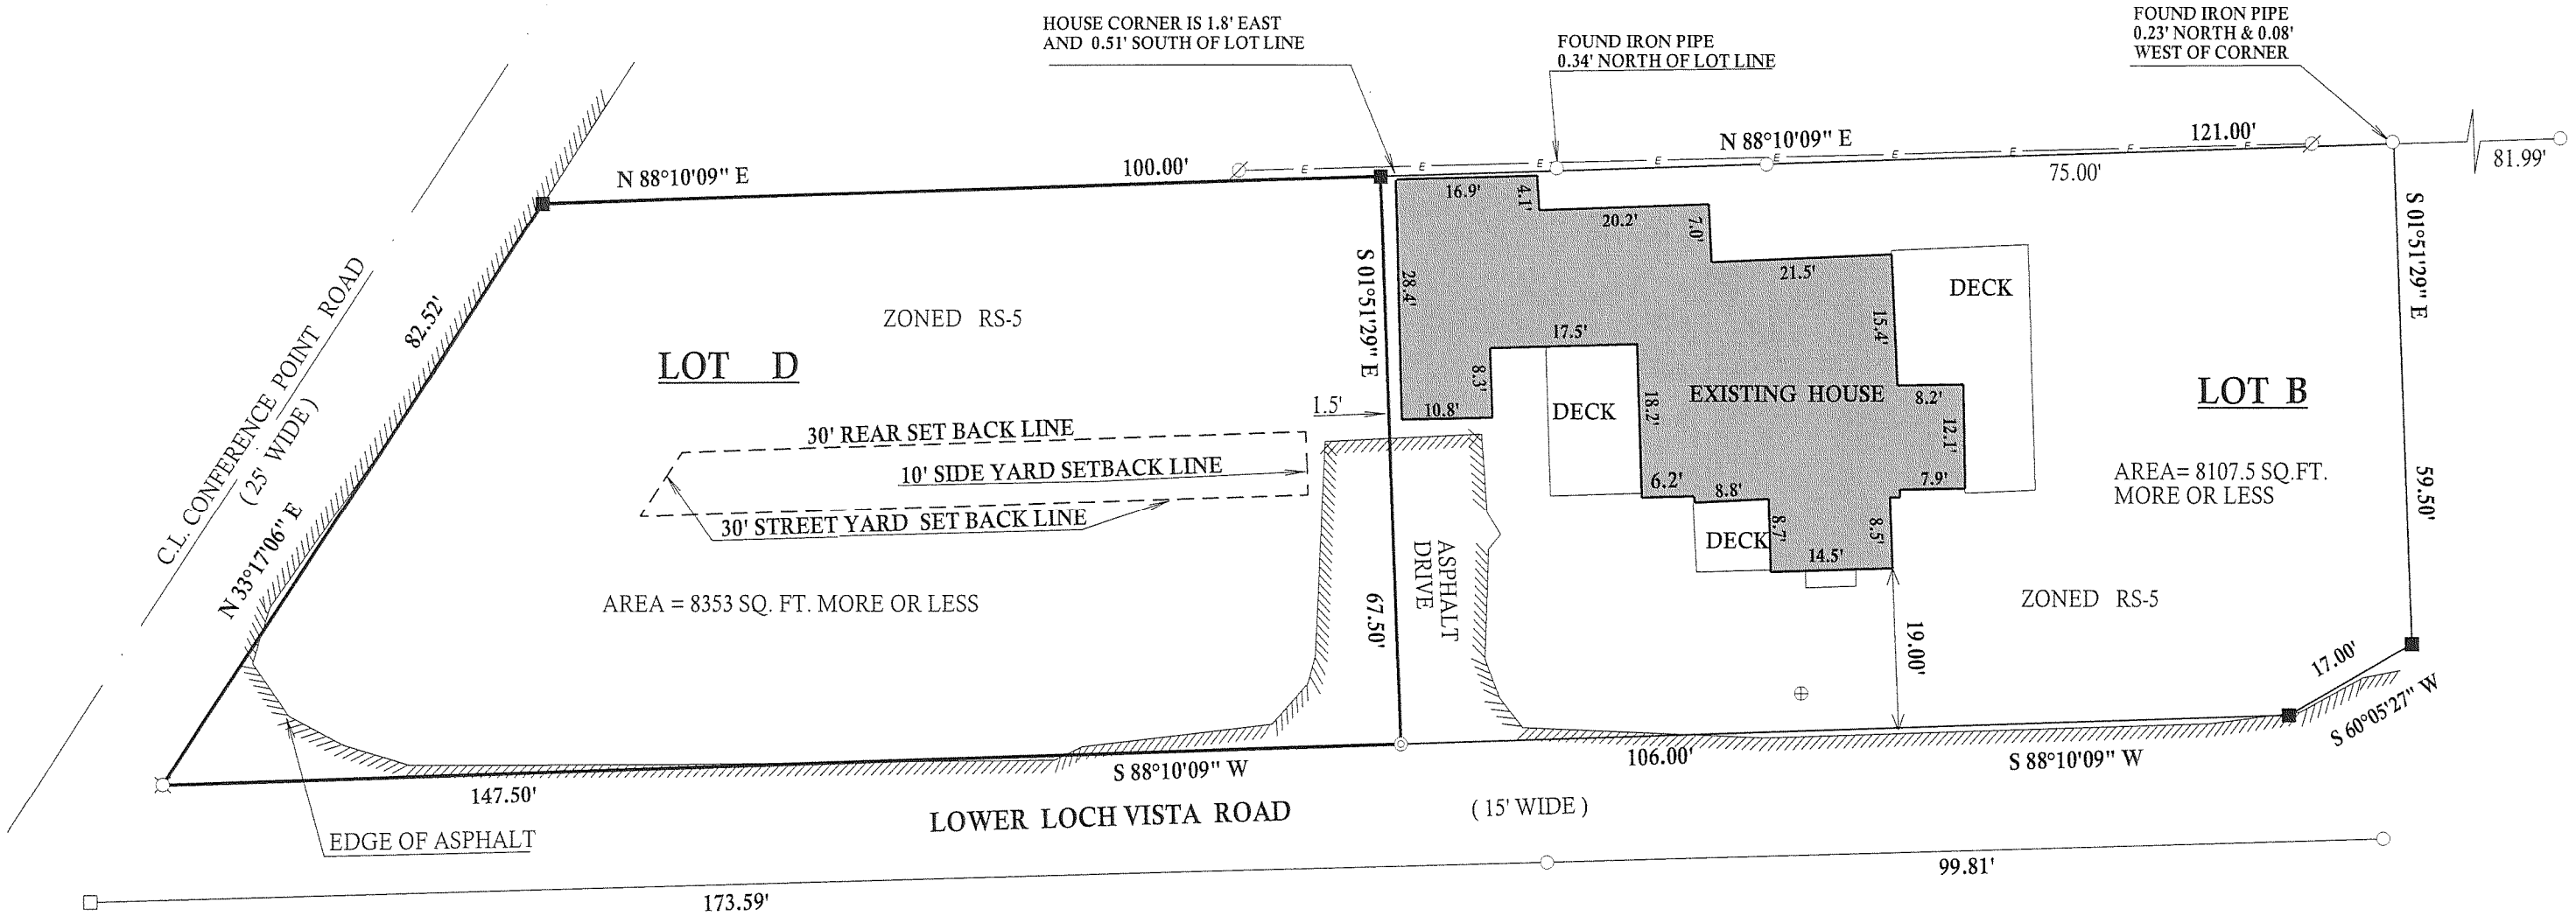 HOUSE CORNER IS 1.8' EAST
AND 0.51' SOUTH OF LOT LINE
FOUND IRON PIPE
0.34' NORTH OF LOT LINE
FOUND IRON PIPE
0.23' NORTH & 0.08'
WEST OF CORNER
N 88°10'09" E
100.00'
E E E E E E E E E
N 88°10'09" E
121.00'
75.00'
81.99'
C.L. CONFERENCE POINT ROAD
( 25' WIDE )
82.52'
N 33°17'06" E
ZONED RS-5
LOT D
30' REAR SET BACK LINE
10' SIDE YARD SETBACK LINE
30' STREET YARD SET BACK LINE
AREA = 8353 SQ. FT. MORE OR LESS
S 01°51'29" E
67.50'
1.5'
16.9'
4.1'
20.2'
7.0'
21.5'
28.4'
17.5'
8.3'
10.8'
15.4'
DECK
DECK
EXISTING HOUSE
18.2'
8.2'
12.1'
7.9'
6.2'
8.8'
8.7'
8.5'
DECK
14.5'
19.00'
ASPHALT
DRIVE
LOT B
AREA= 8107.5 SQ.FT.
MORE OR LESS
ZONED RS-5
S 01°51'29" E
59.50'
17.00'
S 60°05'27" W
S 88°10'09" W
106.00'
S 88°10'09" W
147.50'
LOWER LOCH VISTA ROAD
( 15' WIDE )
EDGE OF ASPHALT
173.59'
99.81'